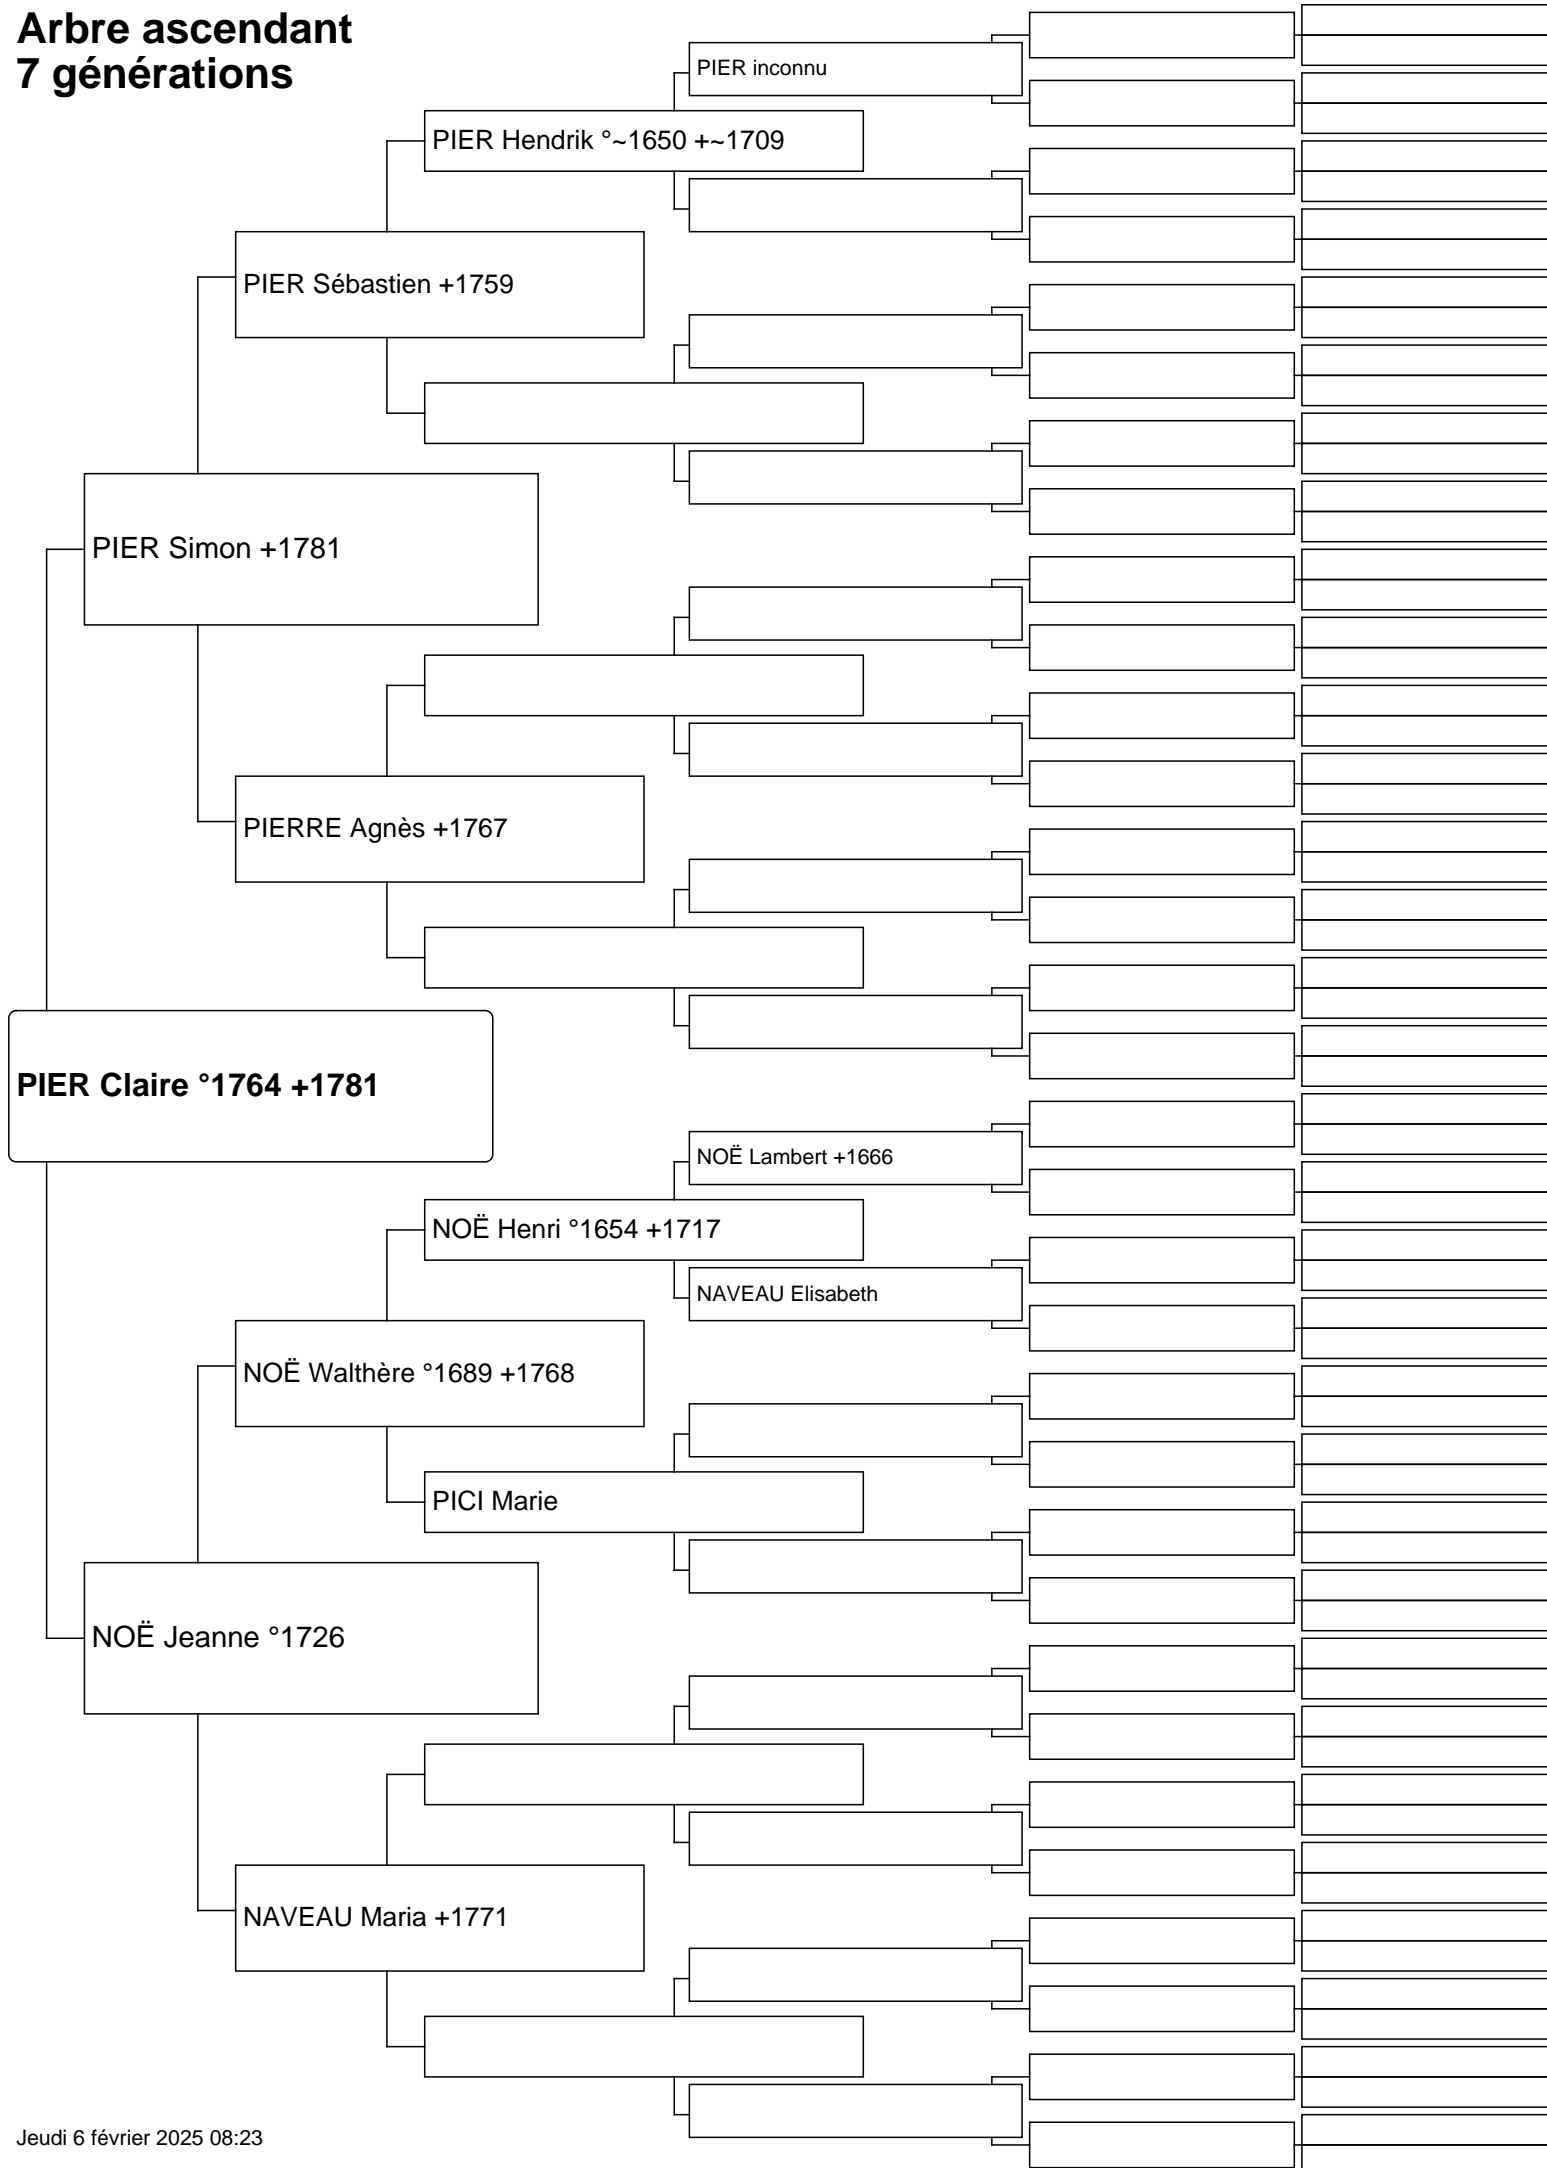 Arbre ascendant
7 générations
PIER inconnu
PIER Hendrik °~1650 +~1709
PIER Sébastien +1759
PIER Simon +1781
PIERRE Agnès +1767
PIER Claire °1764 +1781
NOË Lambert +1666
NOË Henri °1654 +1717
NAVEAU Elisabeth
NOË Walthère °1689 +1768
PICI Marie
NOË Jeanne °1726
NAVEAU Maria +1771
Jeudi 6 février 2025 08:23